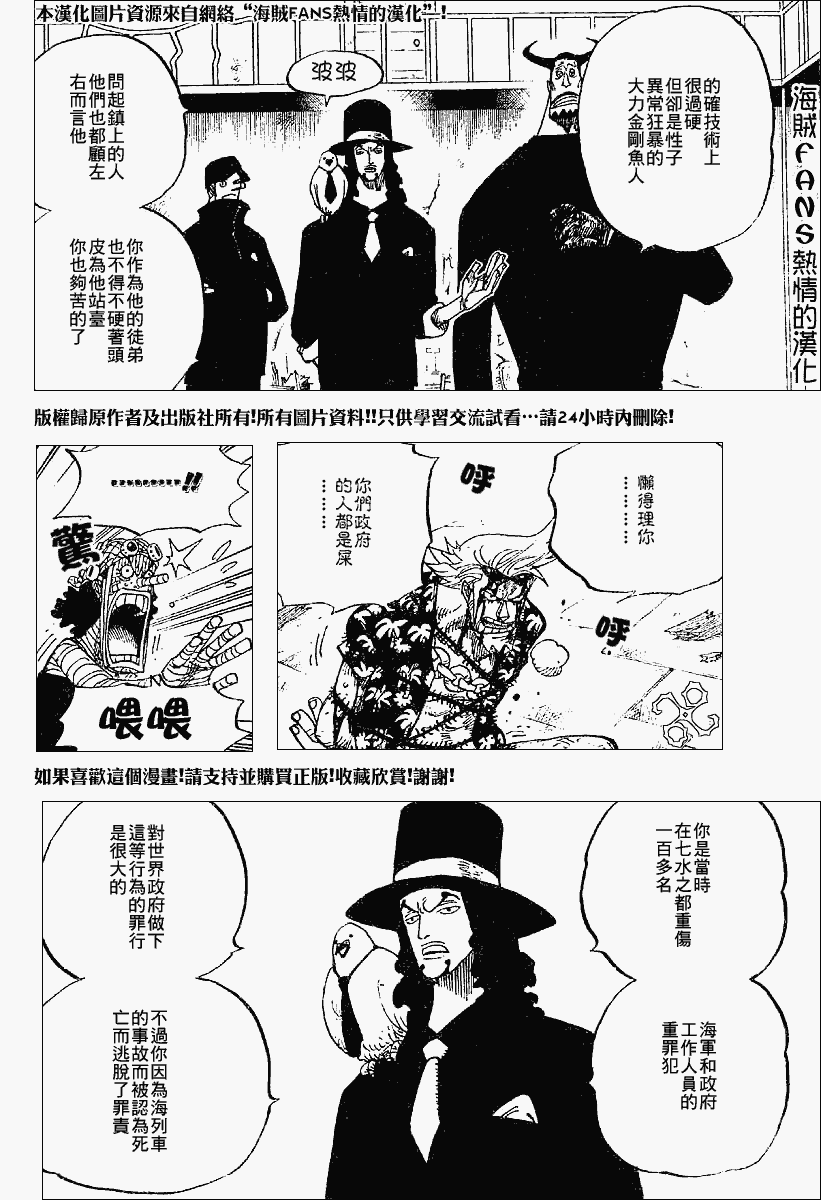 本漢化圖片資源來自網絡“海賊FANS熱情的漢化”!
海賊FANS熱情的漢化
的確技術上
很過硬
但卻是性子
異常狂暴的
大力金剛魚人
波波
問起鎮上的人
他們也都顧左
右而言他
你作為他的徒弟
也不得不硬著頭
皮為他站臺
你也夠苦的了
版權歸原作者及出版社所有!所有圖片資料!!只供學習交流試看…請24小時內刪除!
懶得理你
…………
呼
你們政府
的人都是屎
………
呼
………!!
驚
喂喂
如果喜歡這個漫畫!請支持並購買正版!收藏欣賞!謝謝!
你是當時
在七水之都重傷
一百多名
海軍和政府
工作人員的
重罪犯
對世界政府做下
這等行為的罪行
是很大的
不過你因為海列車
的事故而被認為死
亡而逃脫了罪責